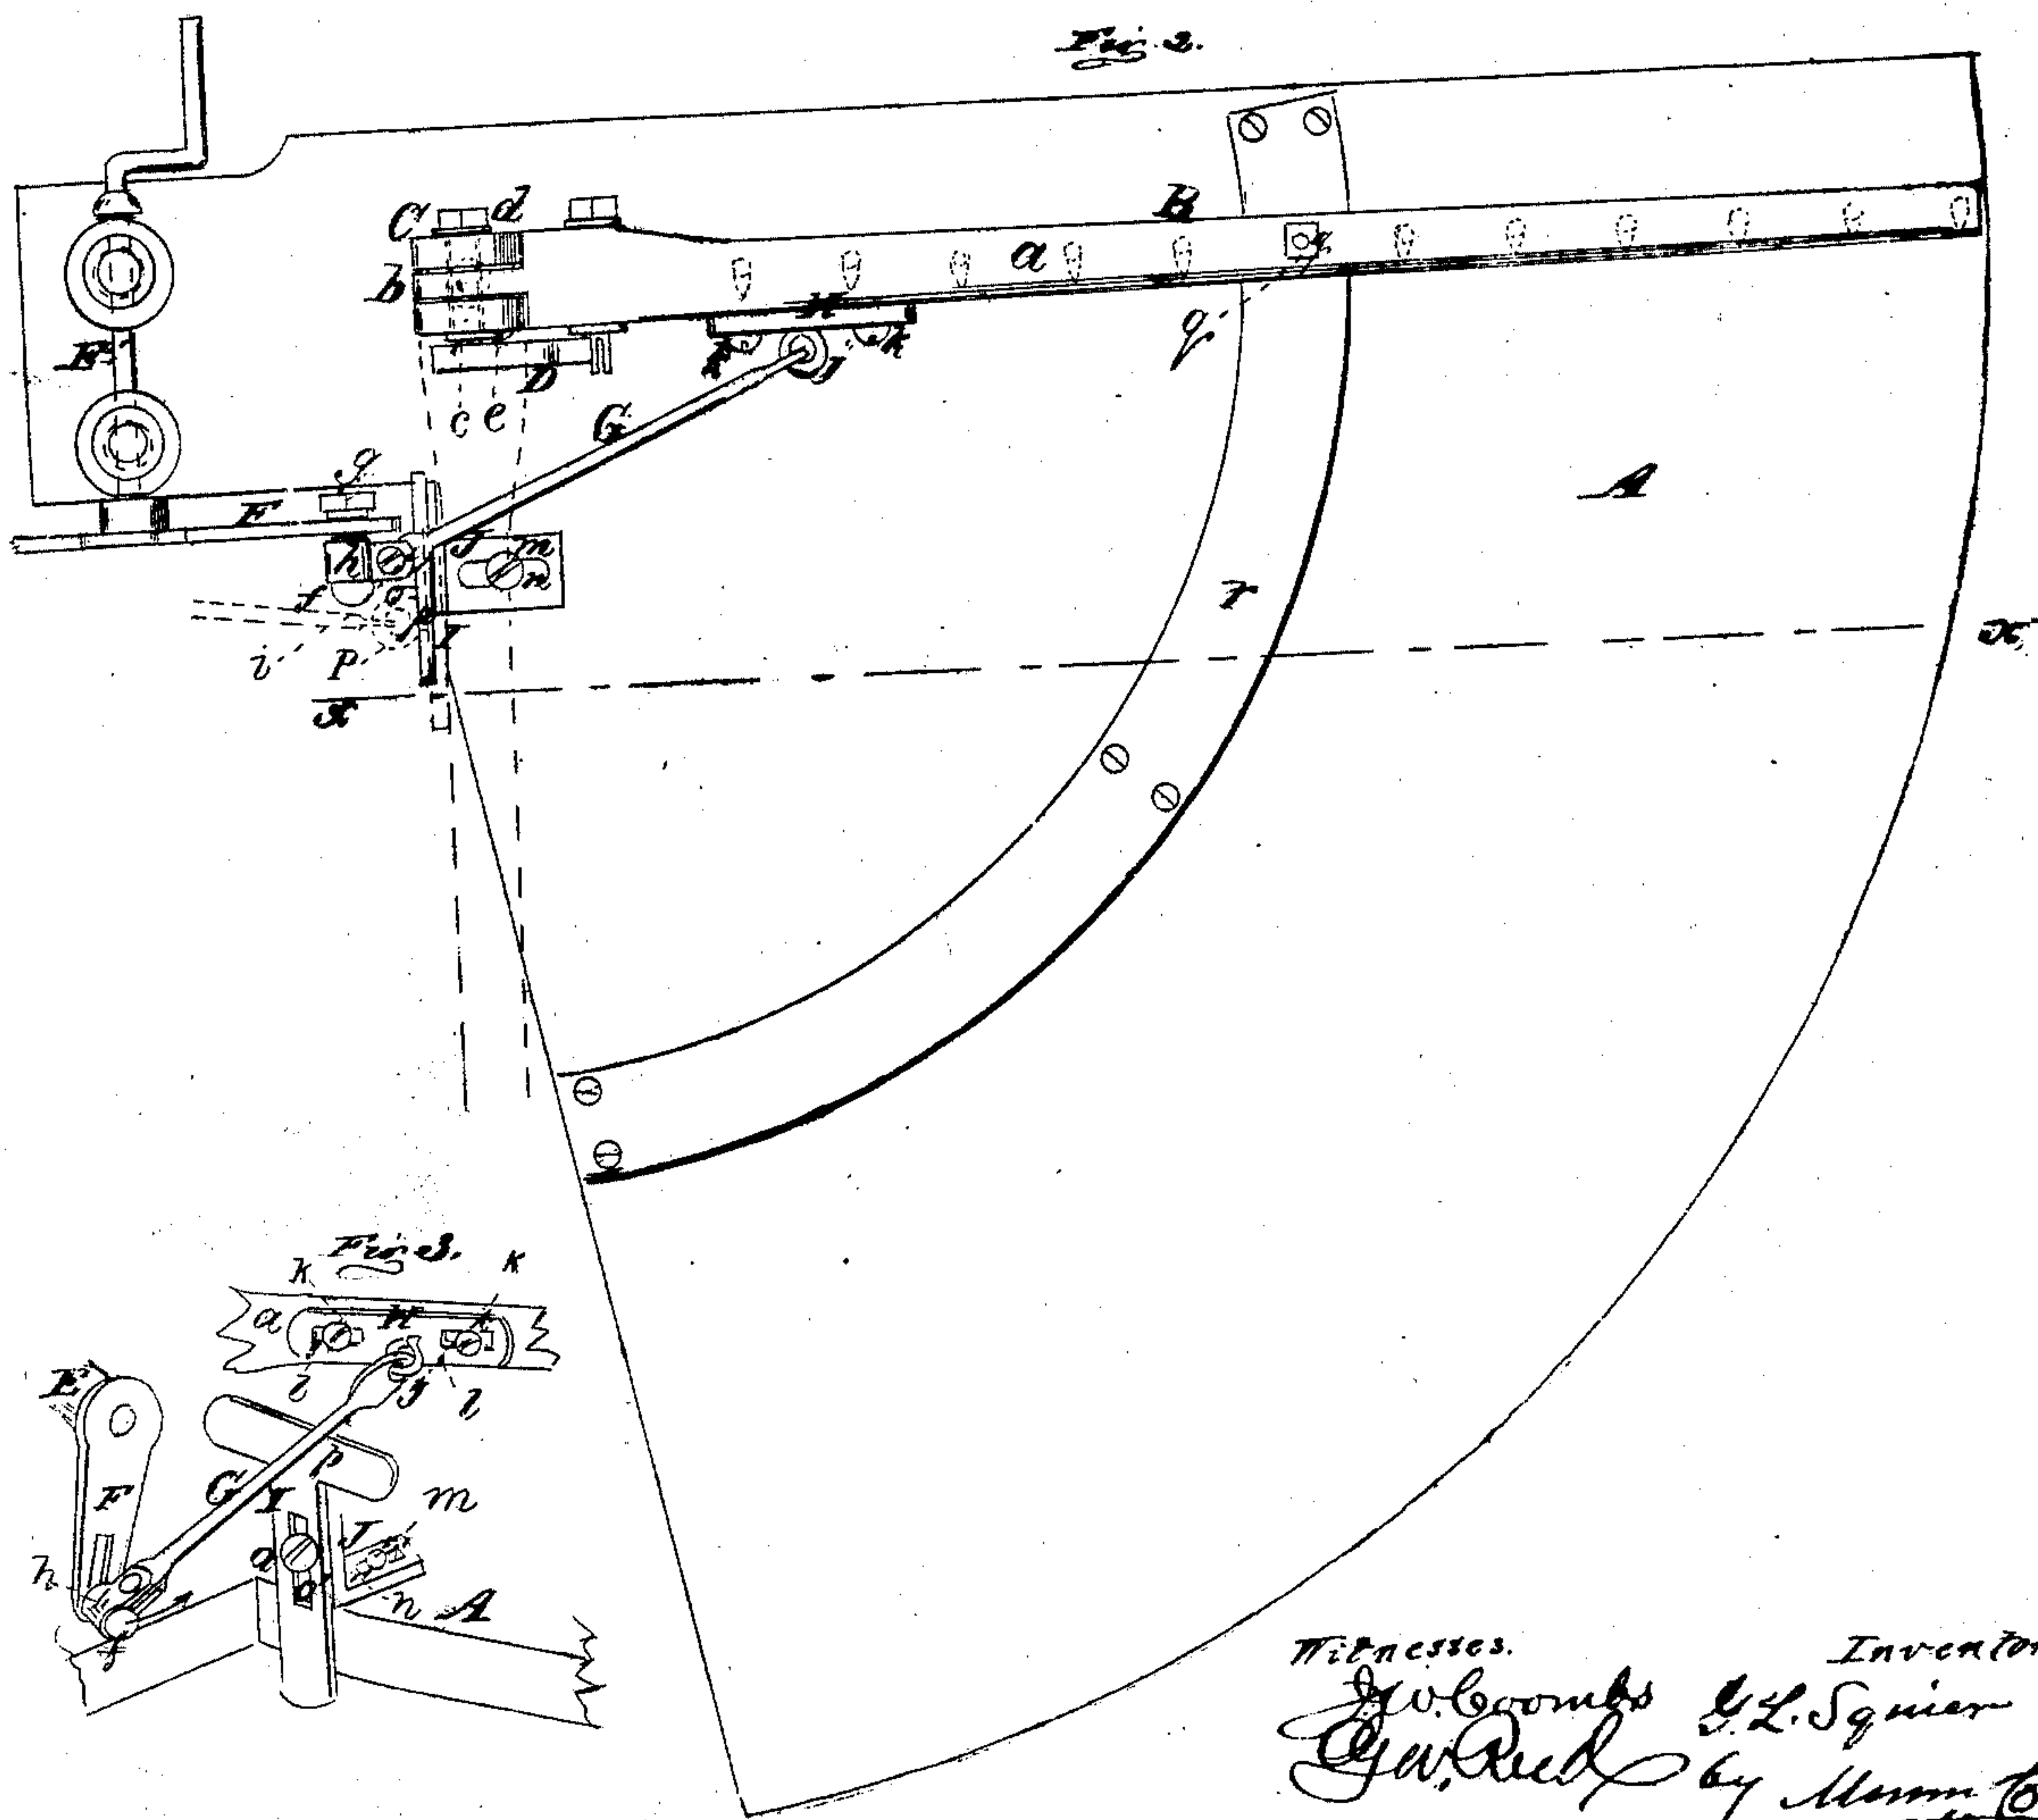 Fig. 2.
C d
B
a
b
H
q
q'
E
k j k
D
c e
G
g
A
F
h
J m
n
f
r
o
i p I
x x
Fig. 3.
k k
a H k
l j l
E
p
F G I m
J
h o
n A
f
Witnesses. Inventor
J. W. Coombs G. L. Squier
G. W. Reed by Munn